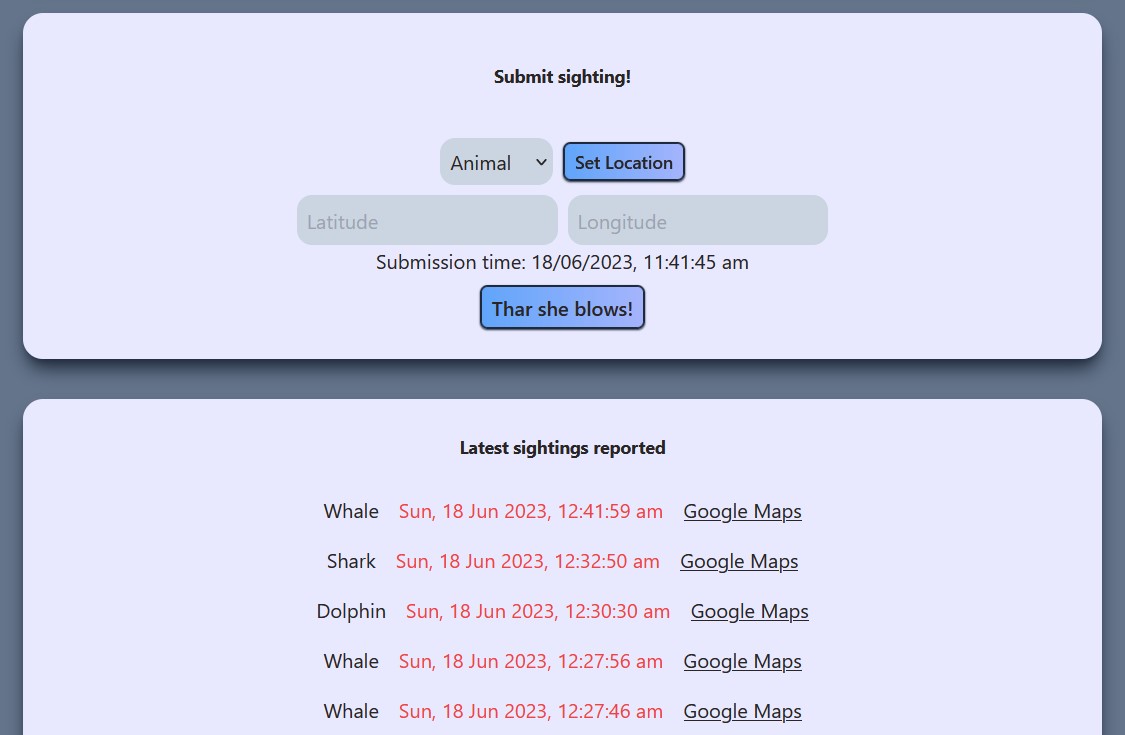 Submit sighting!
Animal Set Location
Latitude Longitude
Submission time: 18/06/2023, 11:41:45 am
Thar she blows!
Latest sightings reported
Whale Sun, 18 Jun 2023, 12:41:59 am Google Maps
Shark Sun, 18 Jun 2023, 12:32:50 am Google Maps
Dolphin Sun, 18 Jun 2023, 12:30:30 am Google Maps
Whale Sun, 18 Jun 2023, 12:27:56 am Google Maps
Whale Sun, 18 Jun 2023, 12:27:46 am Google Maps